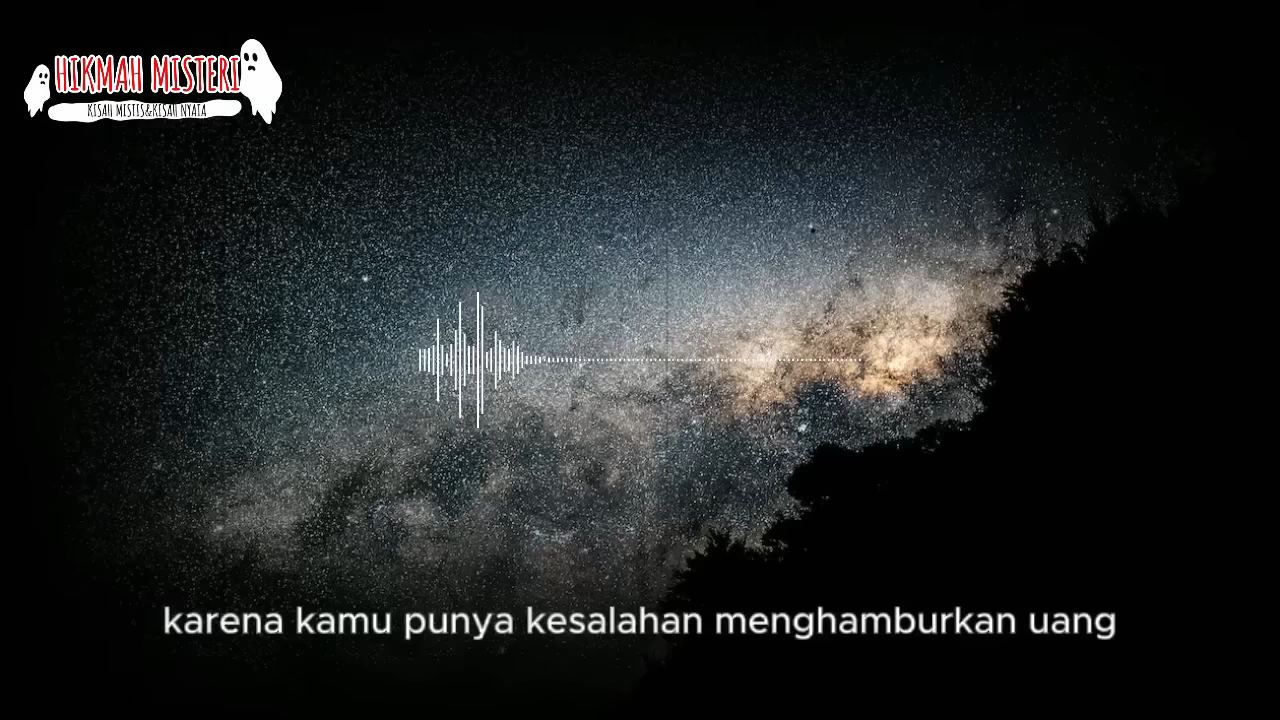 HIKMAH MISTERI
KISAH MISTIS&KISAH NYATA
karena kamu punya kesalahan menghamburkan uang